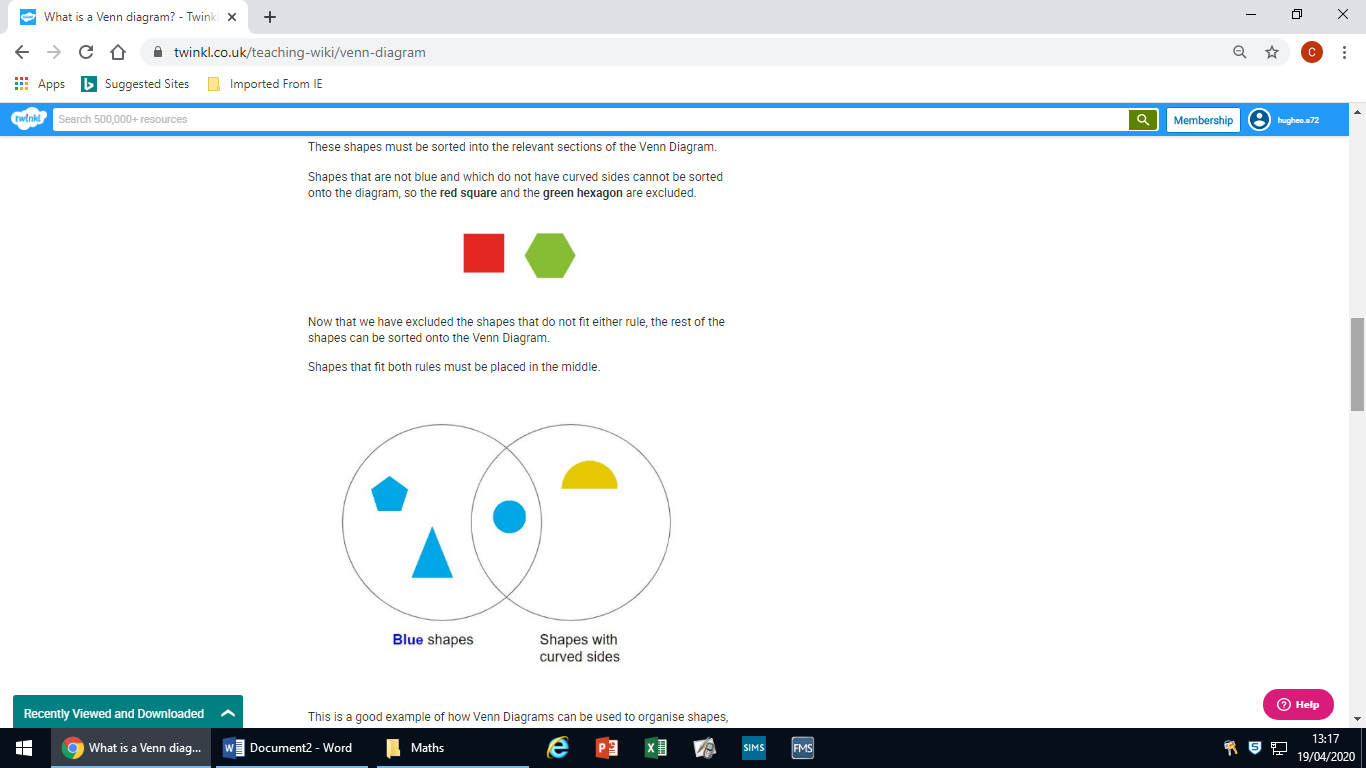 What is a Venn diagram? - Twinkl
twinkl.co.uk/teaching-wiki/venn-diagram
C
Apps
Suggested Sites
Imported From IE
twinkl
Search 500,000+ resources
Membership
hughes.a72
These shapes must be sorted into the relevant sections of the Venn Diagram.
Shapes that are not blue and which do not have curved sides cannot be sorted
onto the diagram, so the red square and the green hexagon are excluded.
Now that we have excluded the shapes that do not fit either rule, the rest of the
shapes can be sorted onto the Venn Diagram.
Shapes that fit both rules must be placed in the middle.
Blue shapes
Shapes with
curved sides
Recently Viewed and Downloaded
Help
This is a good example of how Venn Diagrams can be used to organise shapes,
What is a Venn diag...
Document2 - Word
Maths
SIMS
FMS
13:17
19/04/2020